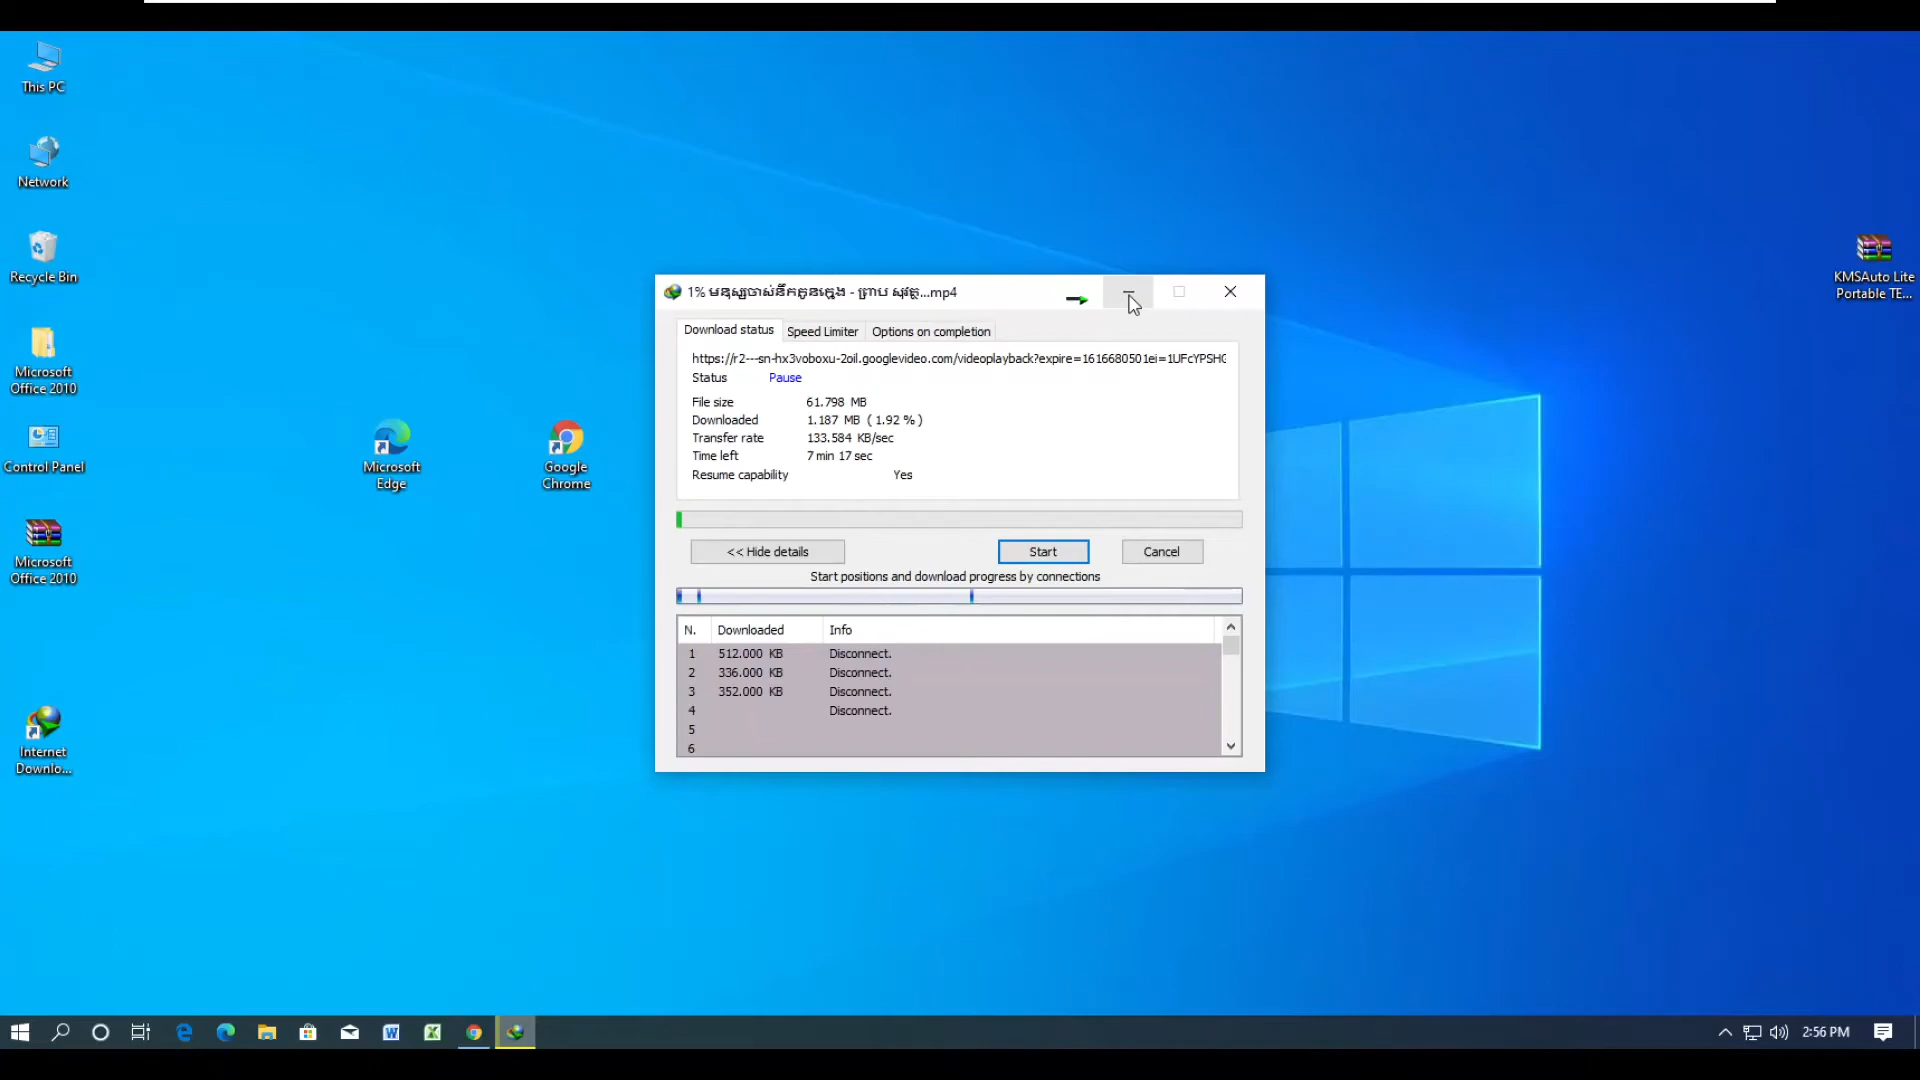 This PC
Network
Recycle Bin
Microsoft
Office 2010
Control Panel
Microsoft
Office 2010
Internet
Downlo...
Microsoft
Edge
Google
Chrome
KMSAuto Lite
Portable TE...
1% មនុស្សចាស់នឹកកូនក្មេង - ព្រាប សុវត្ថ...mp4
Download status
Speed Limiter
Options on completion
https://r2---sn-hx3voboxu-2oil.googlevideo.com/videoplayback?expire=1616680501ei=1UFcYPSHG
Status Pause
File size 61.798 MB
Downloaded 1.187 MB ( 1.92 % )
Transfer rate 133.584 KB/sec
Time left 7 min 17 sec
Resume capability Yes
<< Hide details
Start
Cancel
Start positions and download progress by connections
N. Downloaded Info
1 512.000 KB Disconnect.
2 336.000 KB Disconnect.
3 352.000 KB Disconnect.
4 Disconnect.
5
6
2:56 PM